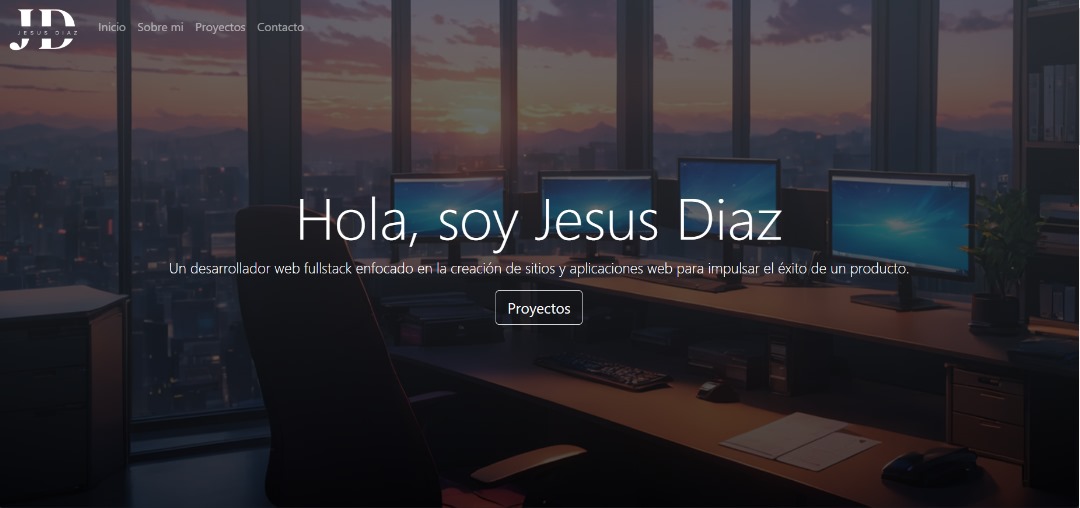 JD
JESUS DIAZ
Inicio Sobre mi Proyectos Contacto
Hola, soy Jesus Diaz
Un desarrollador web fullstack enfocado en la creación de sitios y aplicaciones web para impulsar el éxito de un producto.
Proyectos